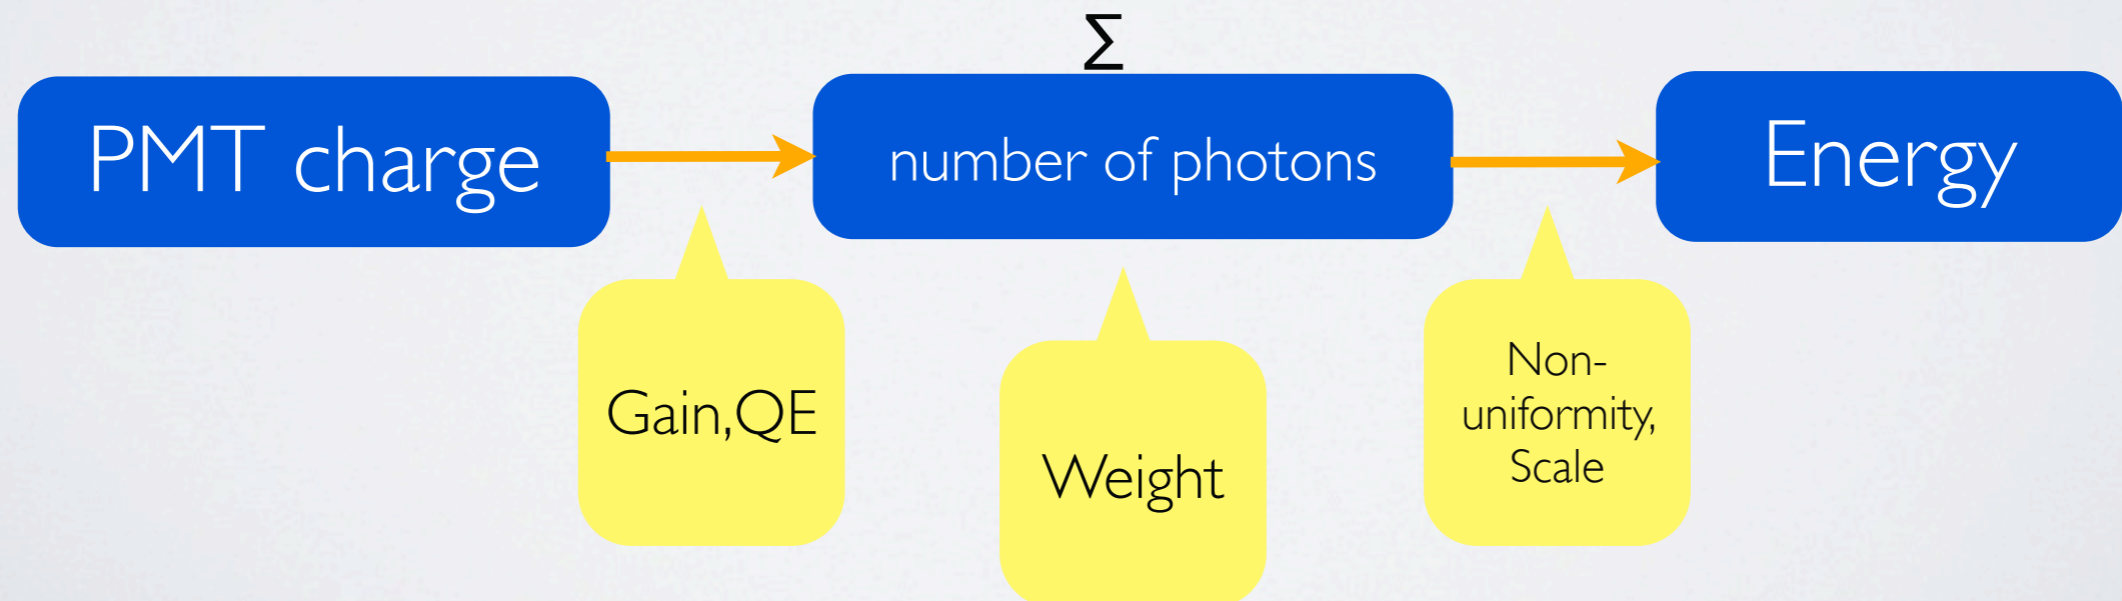 ∑
PMT charge
number of photons
Energy
Gain,QE
Weight
Non-
uniformity,
Scale